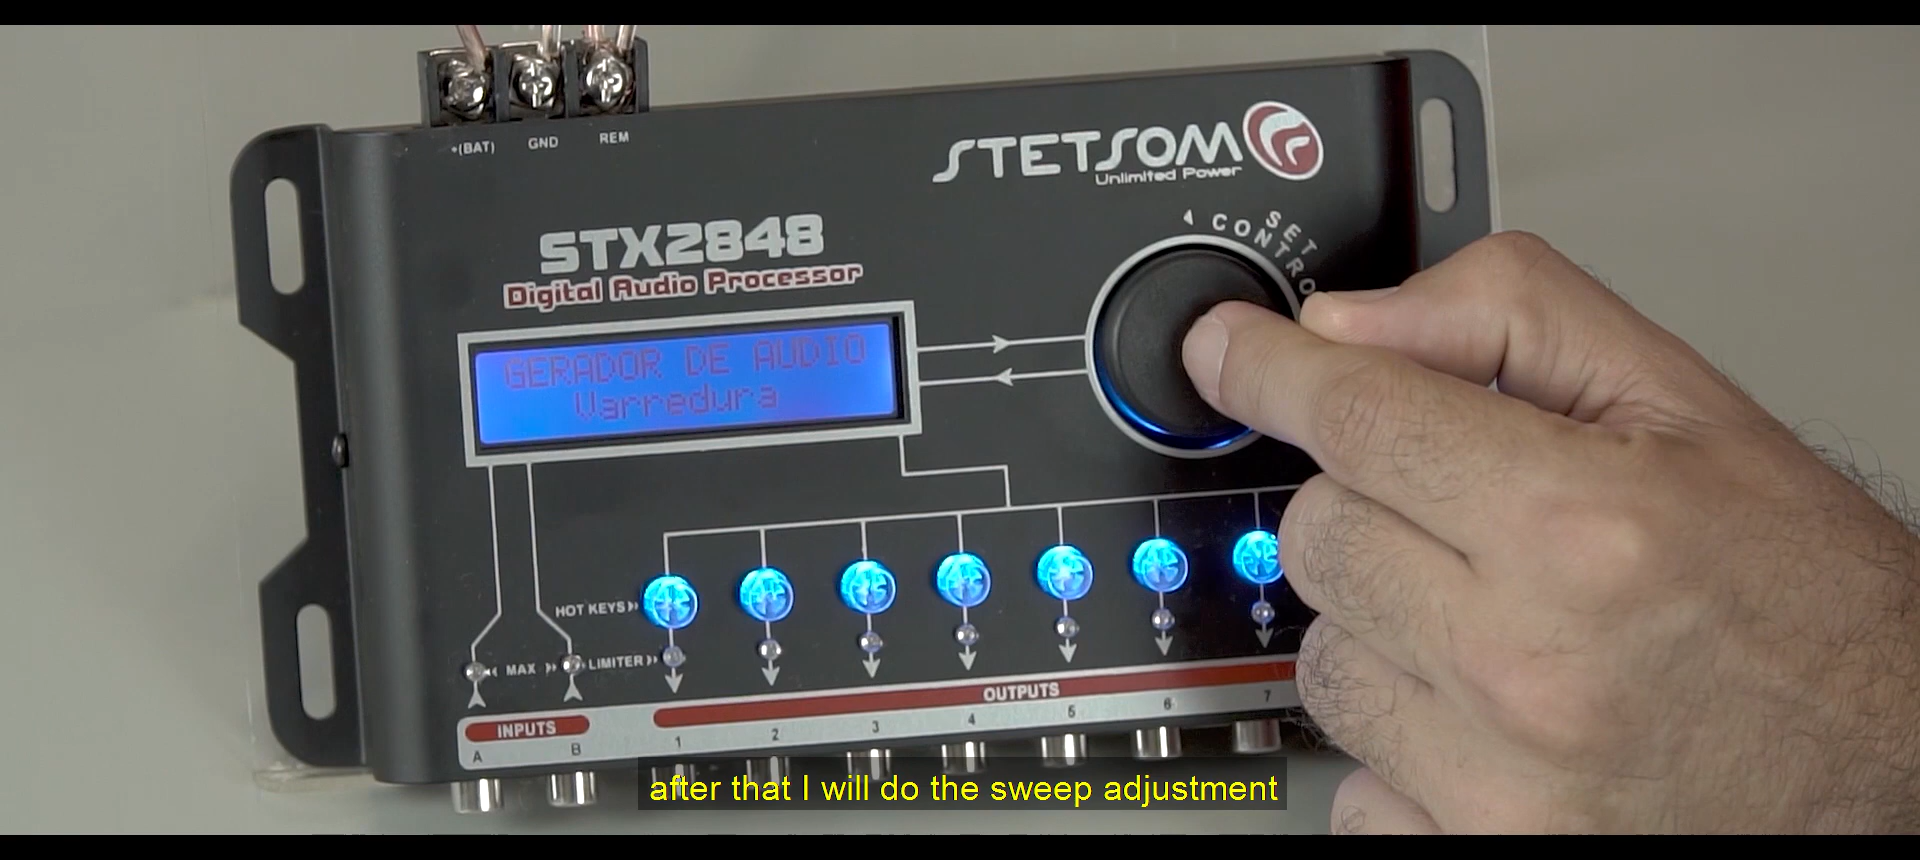 +(BAT) GND REM
STETSOM
Unlimited Power
SET
CONTRO
STX2848
Digital Audio Processor
GERADOR DE AUDIO
Varredura
HOT KEYS
MAX LIMITER
INPUTS
A B
OUTPUTS
1 2 3 4 5 6 7
after that I will do the sweep adjustment